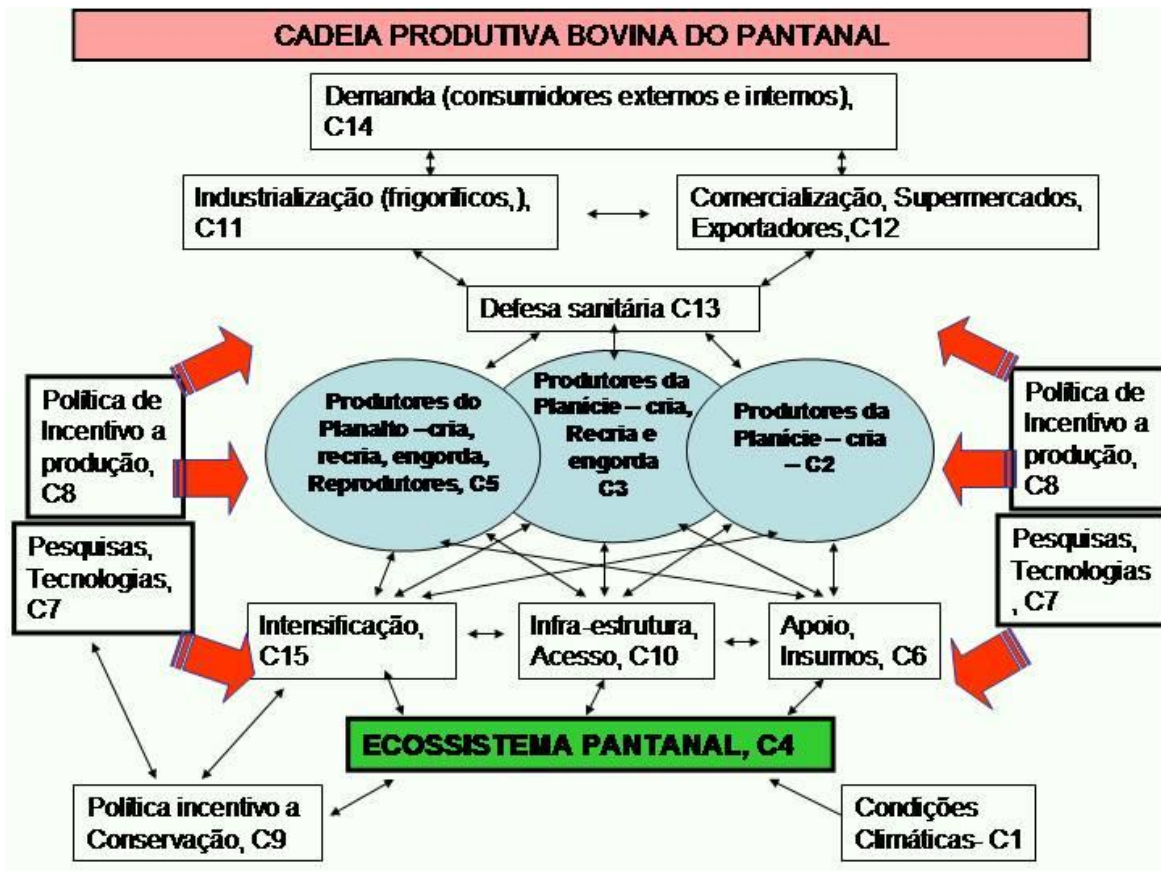 CADEIA PRODUTIVA BOVINA DO PANTANAL
Demanda (consumidores externos e internos),
C14
Industrialização (frigoríficos,),
C11
Comercialização, Supermercados,
Exportadores,C12
Defesa sanitária C13
Política de
Incentivo a
produção,
C8
Produtores do
Planalto –cria,
recria, engorda,
Reprodutores, C5
Produtores da
Planície – cria,
Recria e
engorda
C3
Produtores da
Planície – cria
– C2
Política de
Incentivo a
produção,
C8
Pesquisas,
Tecnologias,
C7
Pesquisas,
Tecnologias
, C7
Intensificação,
C15
Infra-estrutura,
Acesso, C10
Apoio,
Insumos, C6
ECOSSISTEMA PANTANAL, C4
Política incentivo a
Conservação, C9
Condições
Climáticas- C1